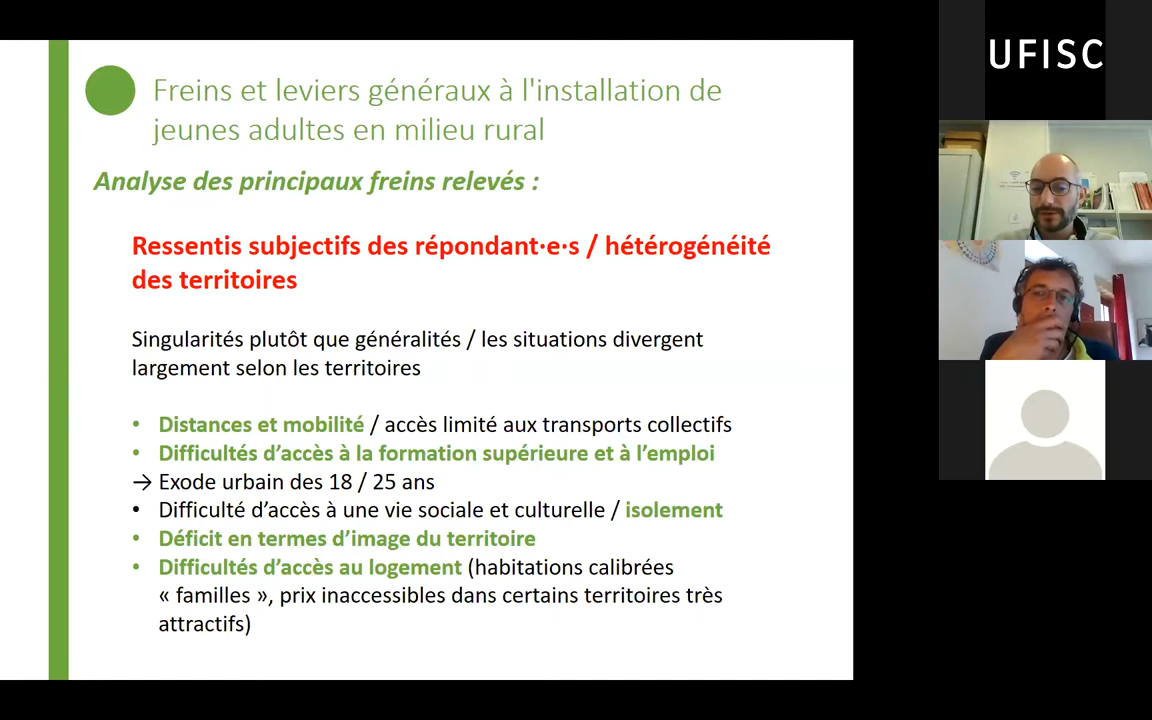 Freins et leviers généraux à l'installation de
jeunes adultes en milieu rural
Analyse des principaux freins relevés :
Ressentis subjectifs des répondant·e·s / hétérogénéité
des territoires
Singularités plutôt que généralités / les situations divergent
largement selon les territoires
• Distances et mobilité / accès limité aux transports collectifs
• Difficultés d’accès à la formation supérieure et à l’emploi
→ Exode urbain des 18 / 25 ans
• Difficulté d’accès à une vie sociale et culturelle / isolement
• Déficit en termes d’image du territoire
• Difficultés d’accès au logement (habitations calibrées
« familles », prix inaccessibles dans certains territoires très
attractifs)
UFISC